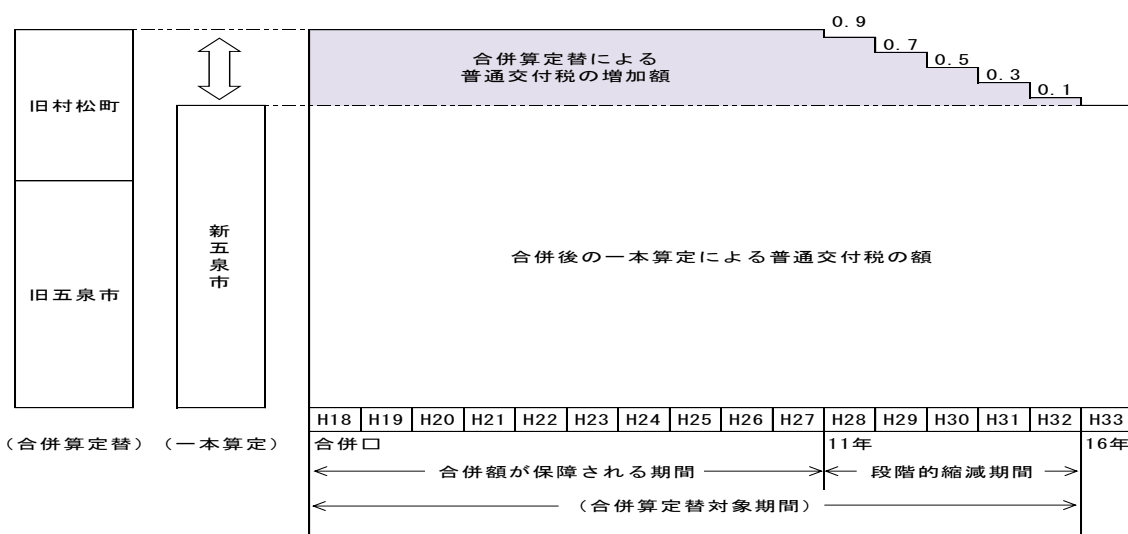 0.9
0.7
0.5
0.3
0.1
合併算定替による
普通交付税の増加額
旧村松町
旧五泉市
新五泉市
合併後の一本算定による普通交付税の額
H18 H19 H20 H21 H22 H23 H24 H25 H26 H27 H28 H29 H30 H31 H32 H33
(合併算定替) (一本算定) 合併口 11年 16年
合併額が保障される期間 段階的縮減期間
(合併算定替対象期間)